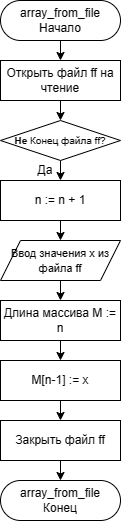 array_from_file
Начало
Открыть файл ff на
чтение
Не Конец файла ff?
Да
n := n + 1
Ввод значения x из
файла ff
Длина массива M :=
n
M[n-1] := x
Закрыть файл ff
array_from_file
Конец